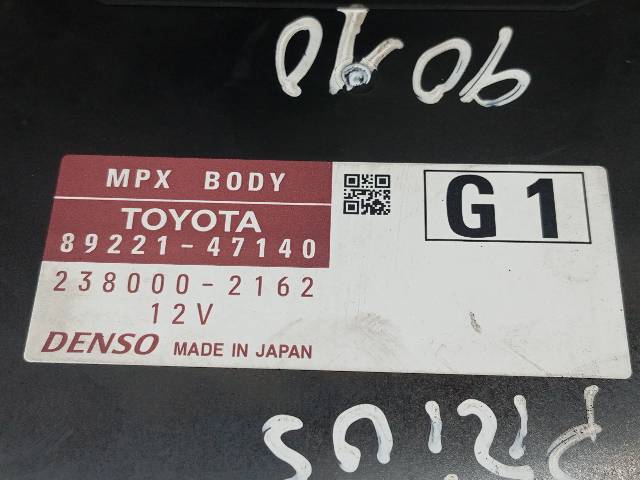 MPX BODY
G1
TOYOTA
89221-47140
238000-2162
12V
DENSO MADE IN JAPAN
Prius